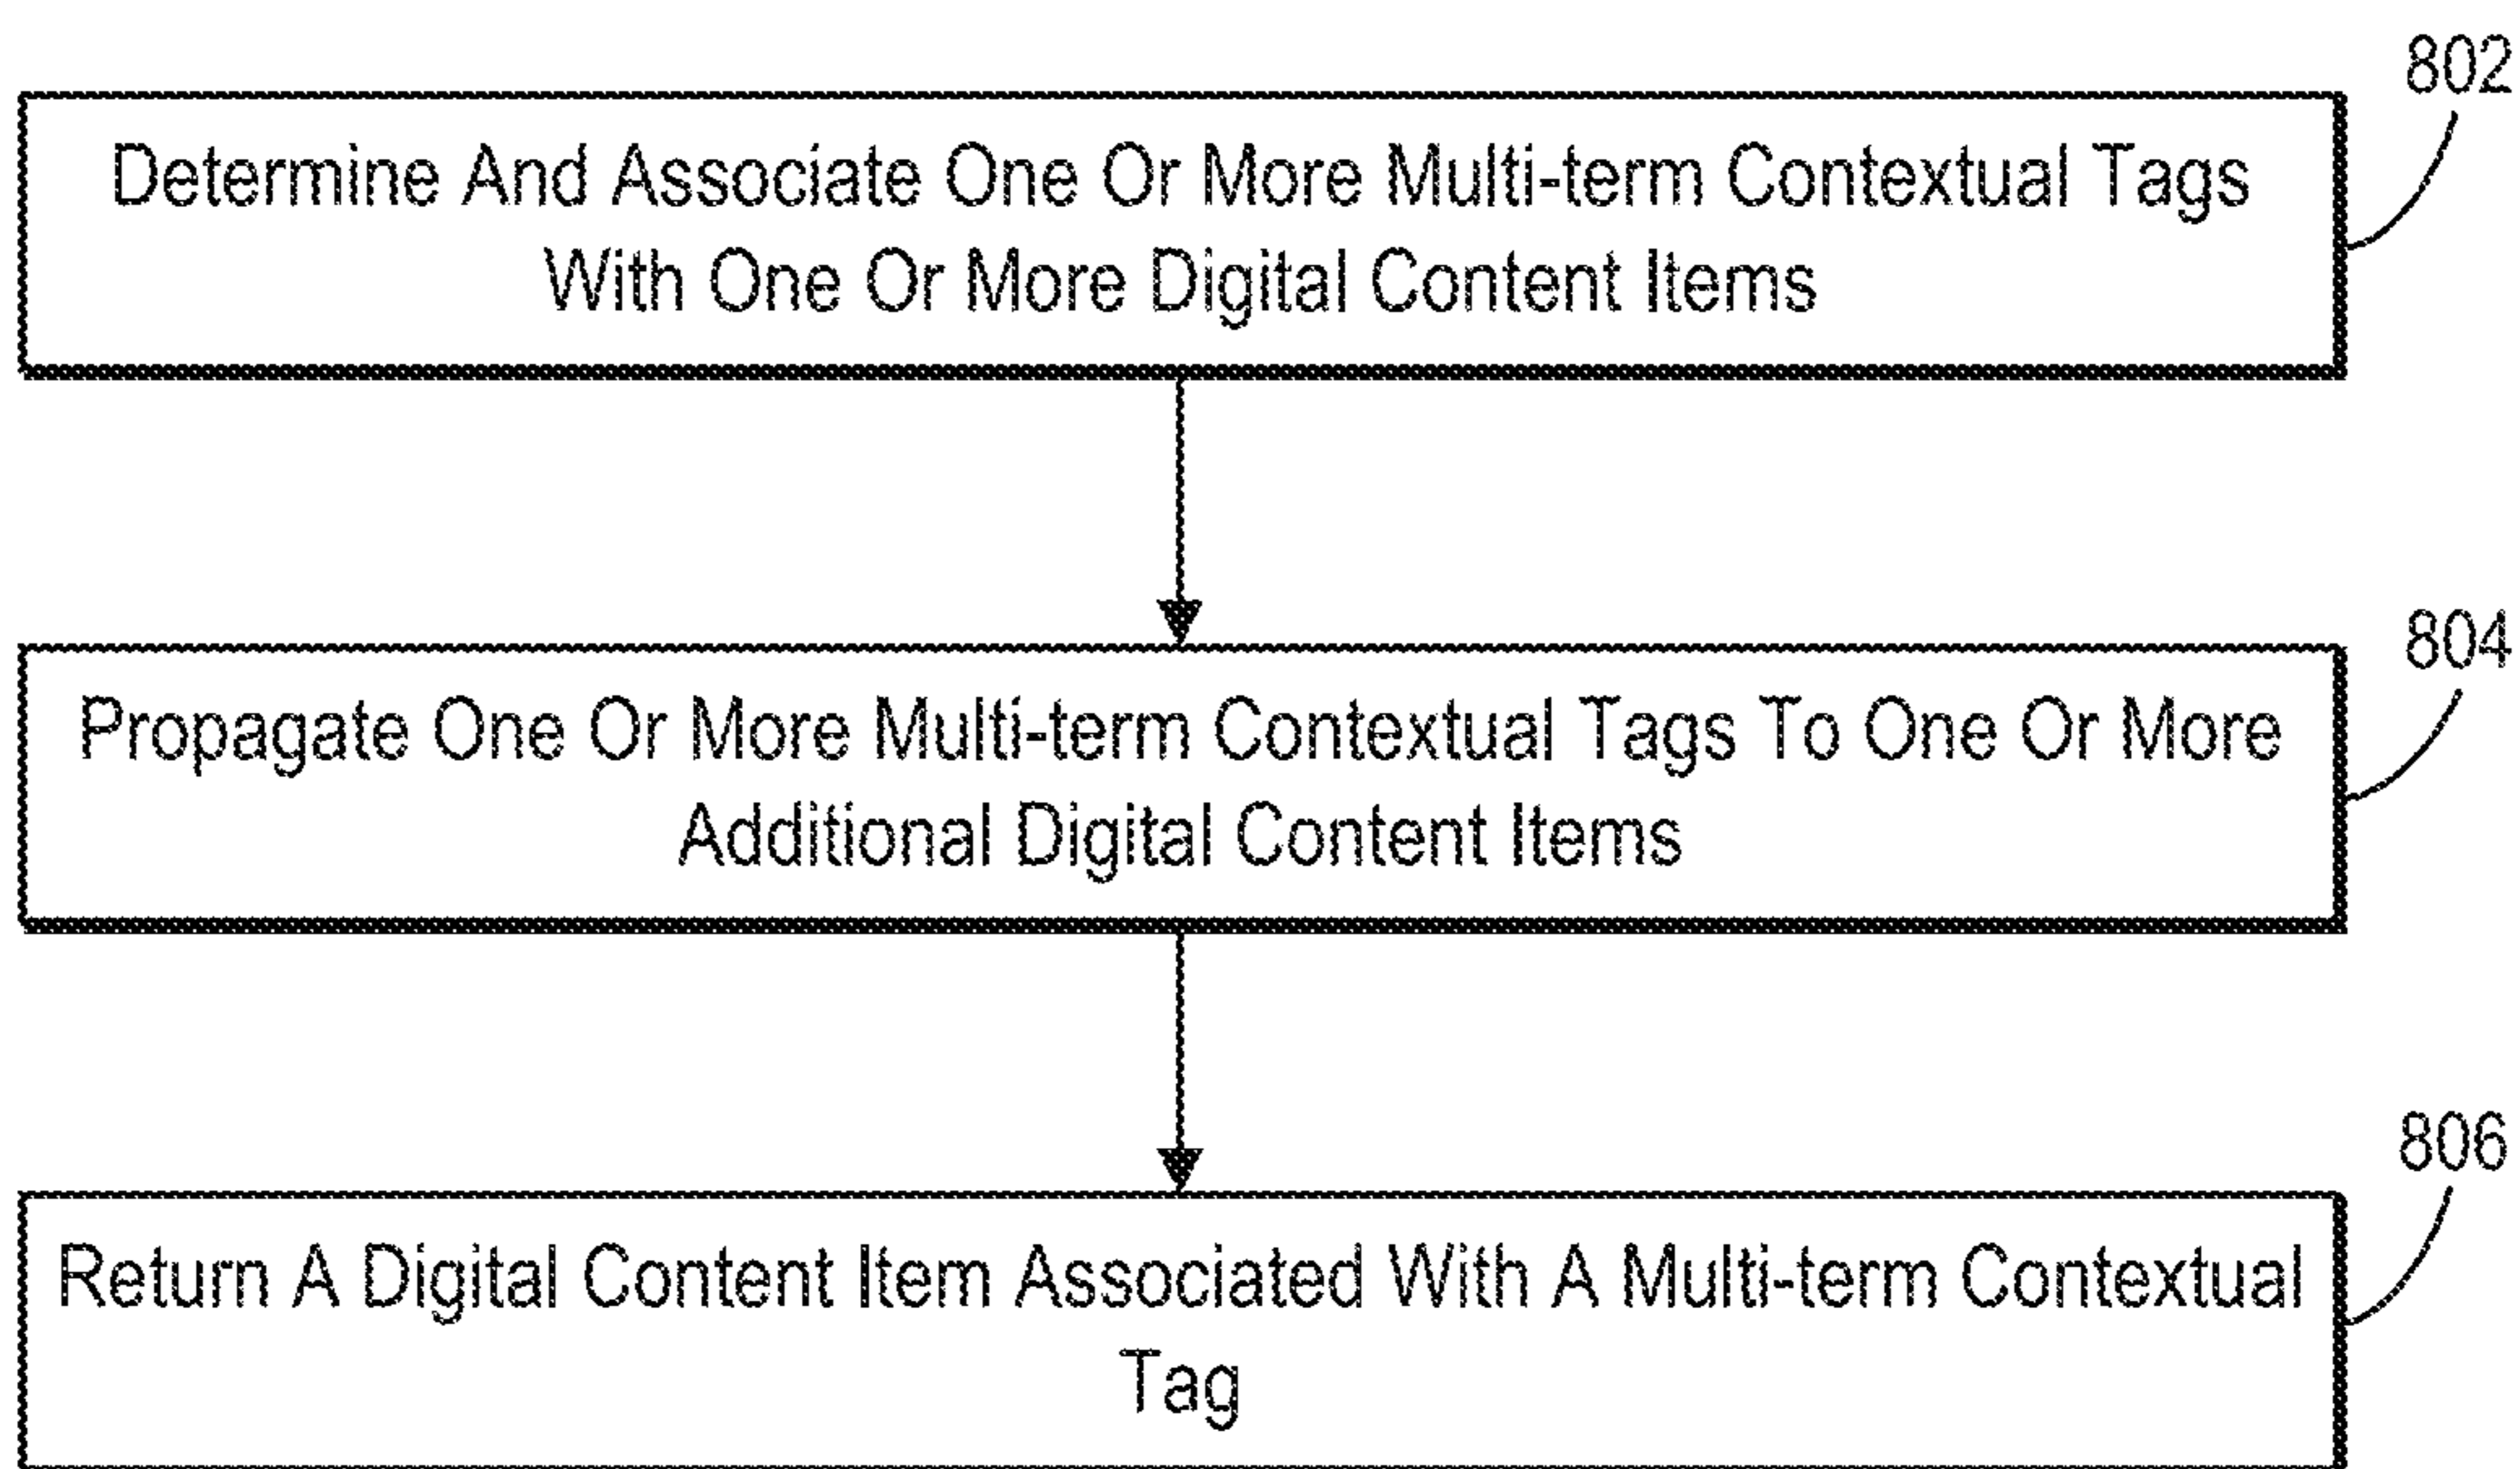 802
Determine And Associate One Or More Multi-term Contextual Tags
With One Or More Digital Content Items
804
Propagate One Or More Multi-term Contextual Tags To One Or More
Additional Digital Content Items
806
Return A Digital Content Item Associated With A Multi-term Contextual
Tag